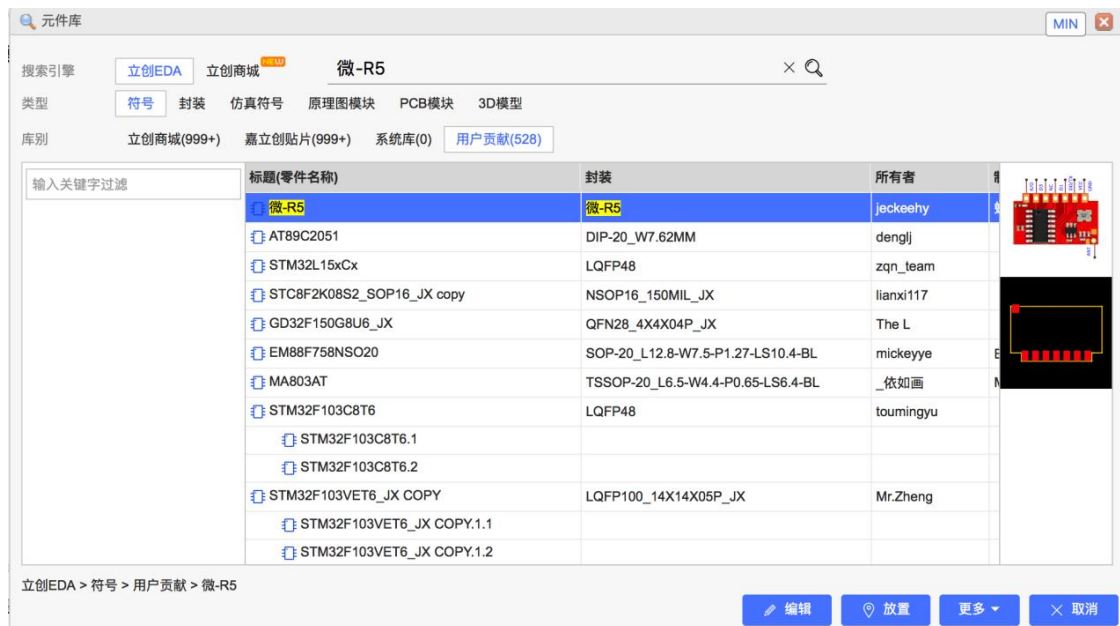 元件库 MIN
搜索引擎 立创EDA 立创商城 NEW 微-R5
类型 符号 封装 仿真符号 原理图模块 PCB模块 3D模型
库别 立创商城(999+) 嘉立创贴片(999+) 系统库(0) 用户贡献(528)
输入关键字过滤
标题(零件名称) 封装 所有者
微-R5 微-R5 jeckeehy
AT89C2051 DIP-20_W7.62MM denglj
STM32L15xCx LQFP48 zqn_team
STC8F2K08S2_SOP16_JX copy NSOP16_150MIL_JX lianxi117
GD32F150G8U6_JX QFN28_4X4X04P_JX The L
EM88F758NSO20 SOP-20_L12.8-W7.5-P1.27-LS10.4-BL mickeyye
MA803AT TSSOP-20_L6.5-W4.4-P0.65-LS6.4-BL _依如画
STM32F103C8T6 LQFP48 toumingyu
STM32F103C8T6.1
STM32F103C8T6.2
STM32F103VET6_JX COPY LQFP100_14X14X05P_JX Mr.Zheng
STM32F103VET6_JX COPY.1.1
STM32F103VET6_JX COPY.1.2
立创EDA > 符号 > 用户贡献 > 微-R5
编辑 放置 更多 取消